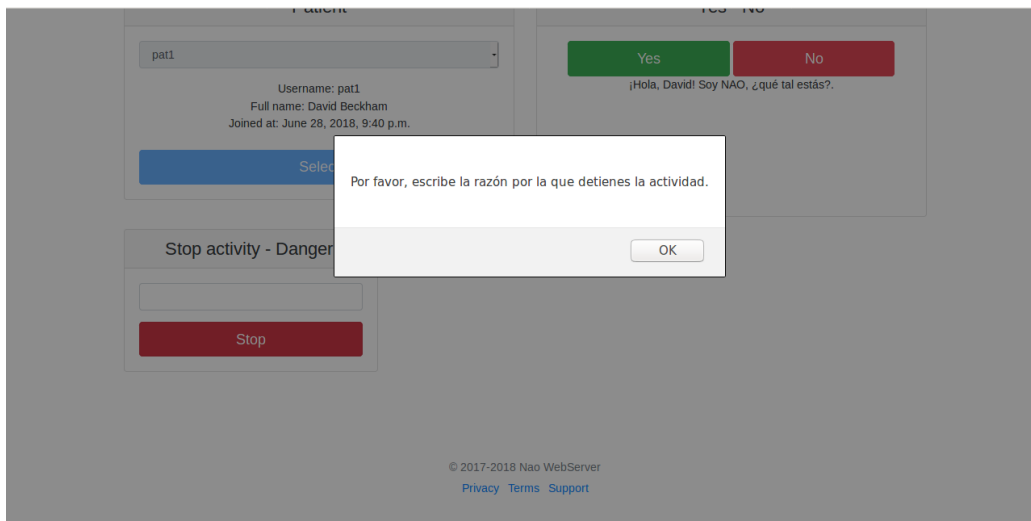 Patient
Yes - No
pat1
Yes
No
Username: pat1
Full name: David Beckham
Joined at: June 28, 2018, 9:40 p.m.
¡Hola, David! Soy NAO, ¿qué tal estás?.
Por favor, escribe la razón por la que detienes la actividad.
OK
Stop activity - Danger
Stop
© 2017-2018 Nao WebServer
Privacy Terms Support